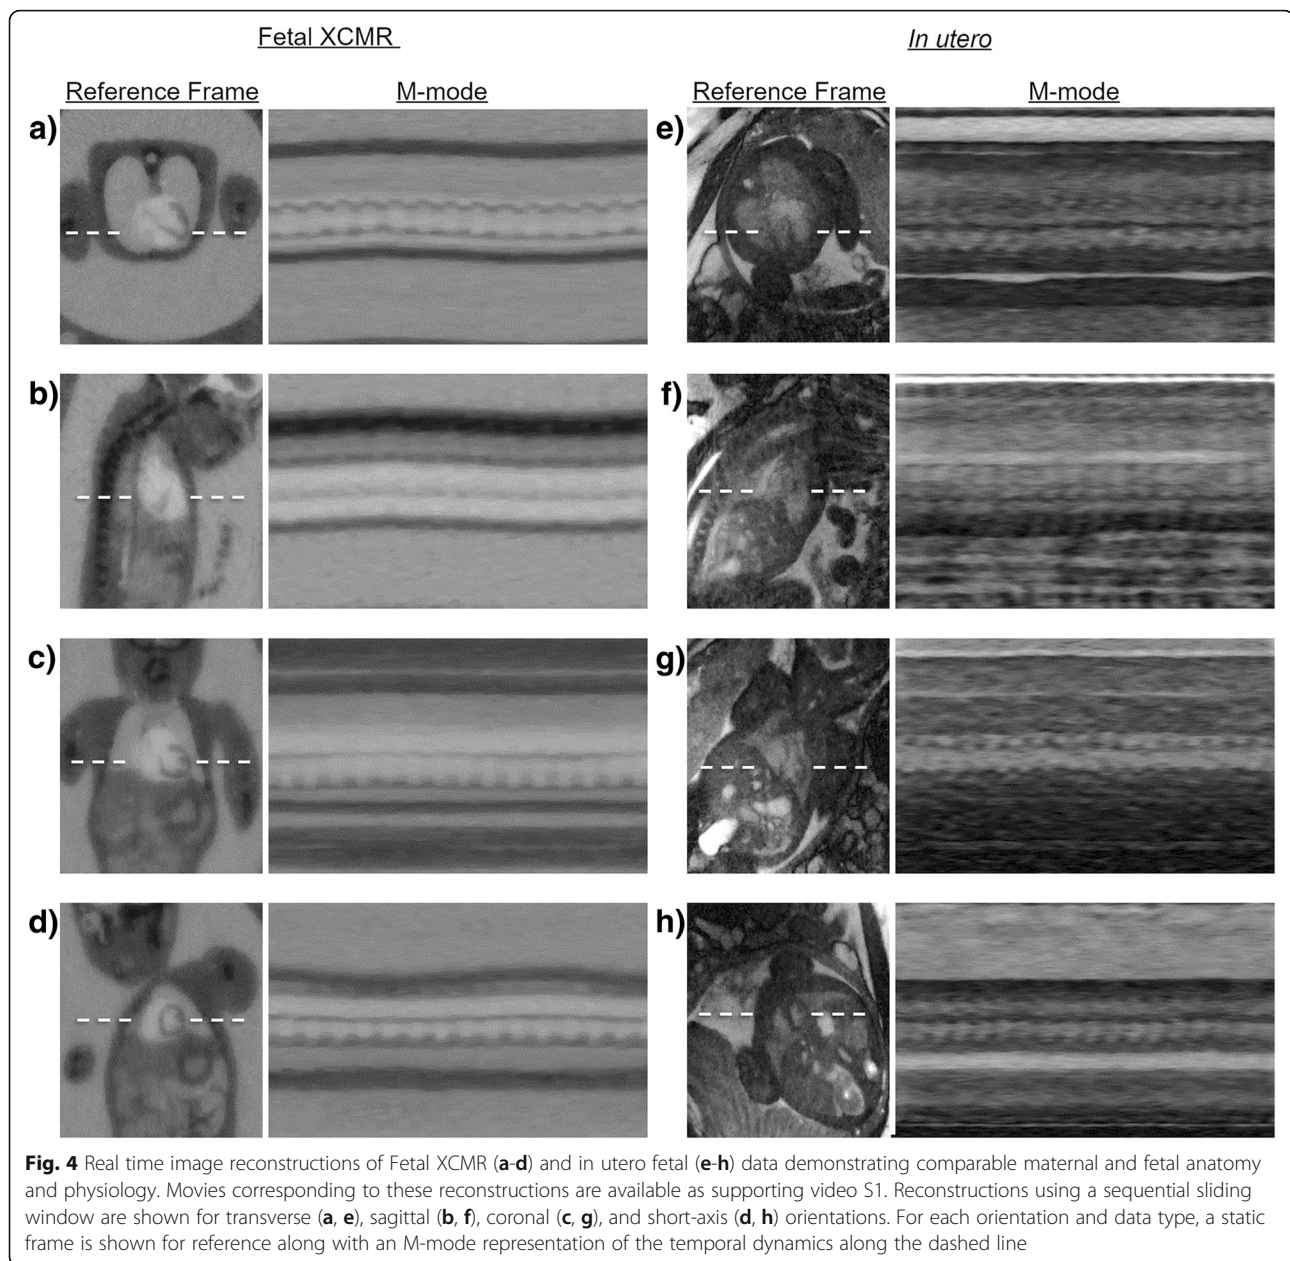 Fetal XCMR
In utero
Reference Frame
M-mode
Reference Frame
M-mode
a)
e)
b)
f)
c)
g)
d)
h)
Fig. 4 Real time image reconstructions of Fetal XCMR (a-d) and in utero fetal (e-h) data demonstrating comparable maternal and fetal anatomy
and physiology. Movies corresponding to these reconstructions are available as supporting video S1. Reconstructions using a sequential sliding
window are shown for transverse (a, e), sagittal (b, f), coronal (c, g), and short-axis (d, h) orientations. For each orientation and data type, a static
frame is shown for reference along with an M-mode representation of the temporal dynamics along the dashed line